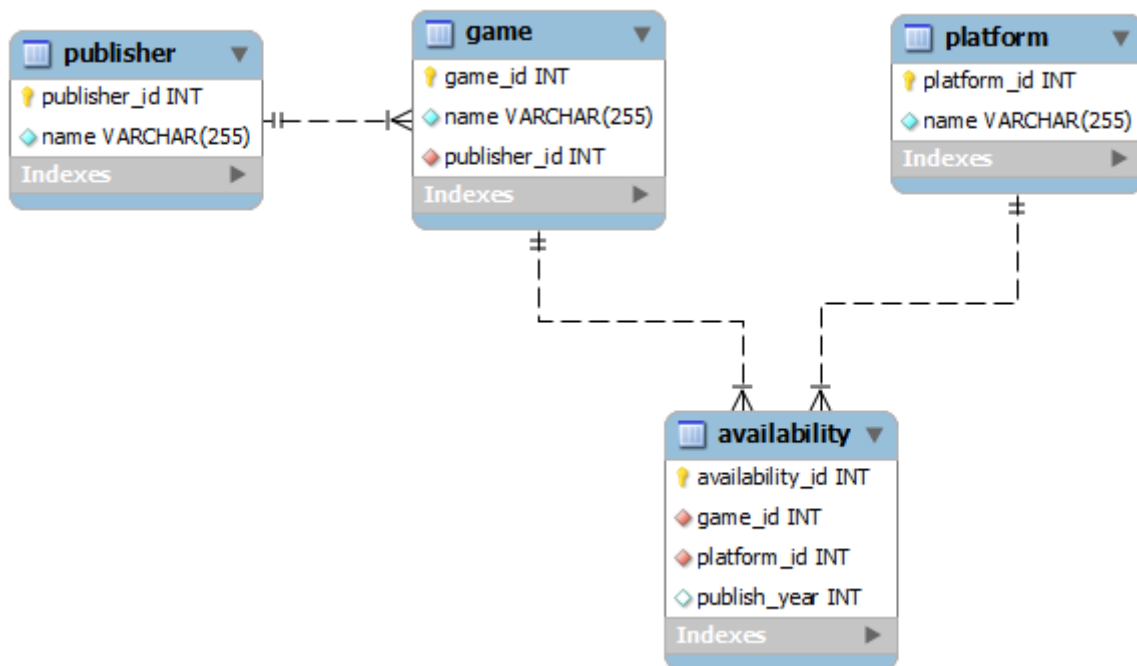 publisher
publisher_id INT
name VARCHAR(255)
Indexes
game
game_id INT
name VARCHAR(255)
publisher_id INT
Indexes
platform
platform_id INT
name VARCHAR(255)
Indexes
availability
availability_id INT
game_id INT
platform_id INT
publish_year INT
Indexes